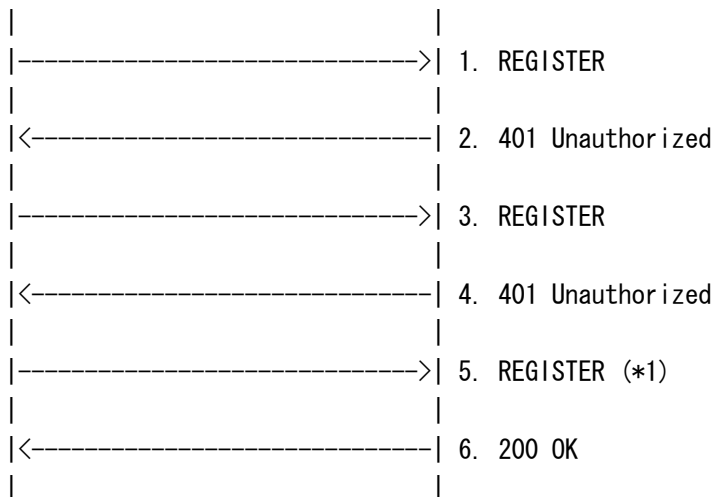 |                              |
|------------------------------>| 1. REGISTER
|                              |
|<------------------------------| 2. 401 Unauthorized
|                              |
|------------------------------>| 3. REGISTER
|                              |
|<------------------------------| 4. 401 Unauthorized
|                              |
|------------------------------>| 5. REGISTER (*1)
|                              |
|<------------------------------| 6. 200 OK
|                              |